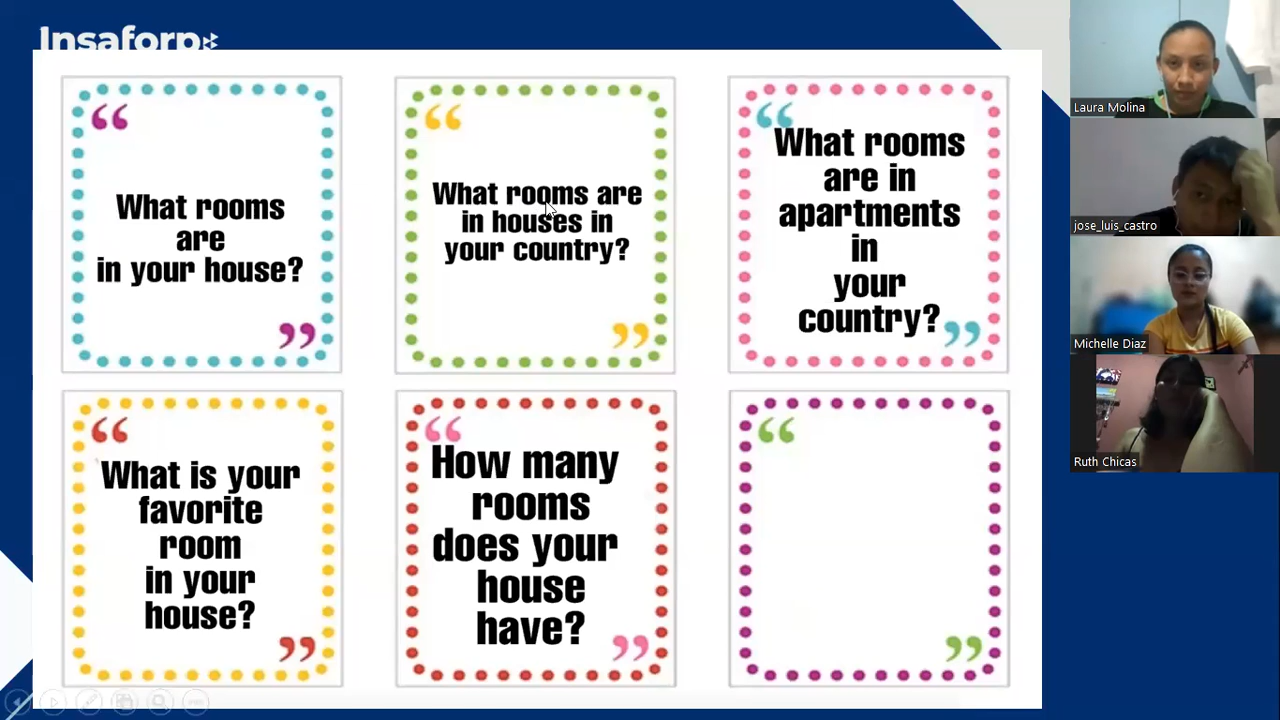 Insaforp
What rooms
are
in your house?
What rooms are
in houses in
your country?
What rooms
are in
apartments
in
your
country?
What is your
favorite
room
in your
house?
How many
rooms
does your
house
have?
Laura Molina
jose_luis_castro
Michelle Diaz
Ruth Chicas